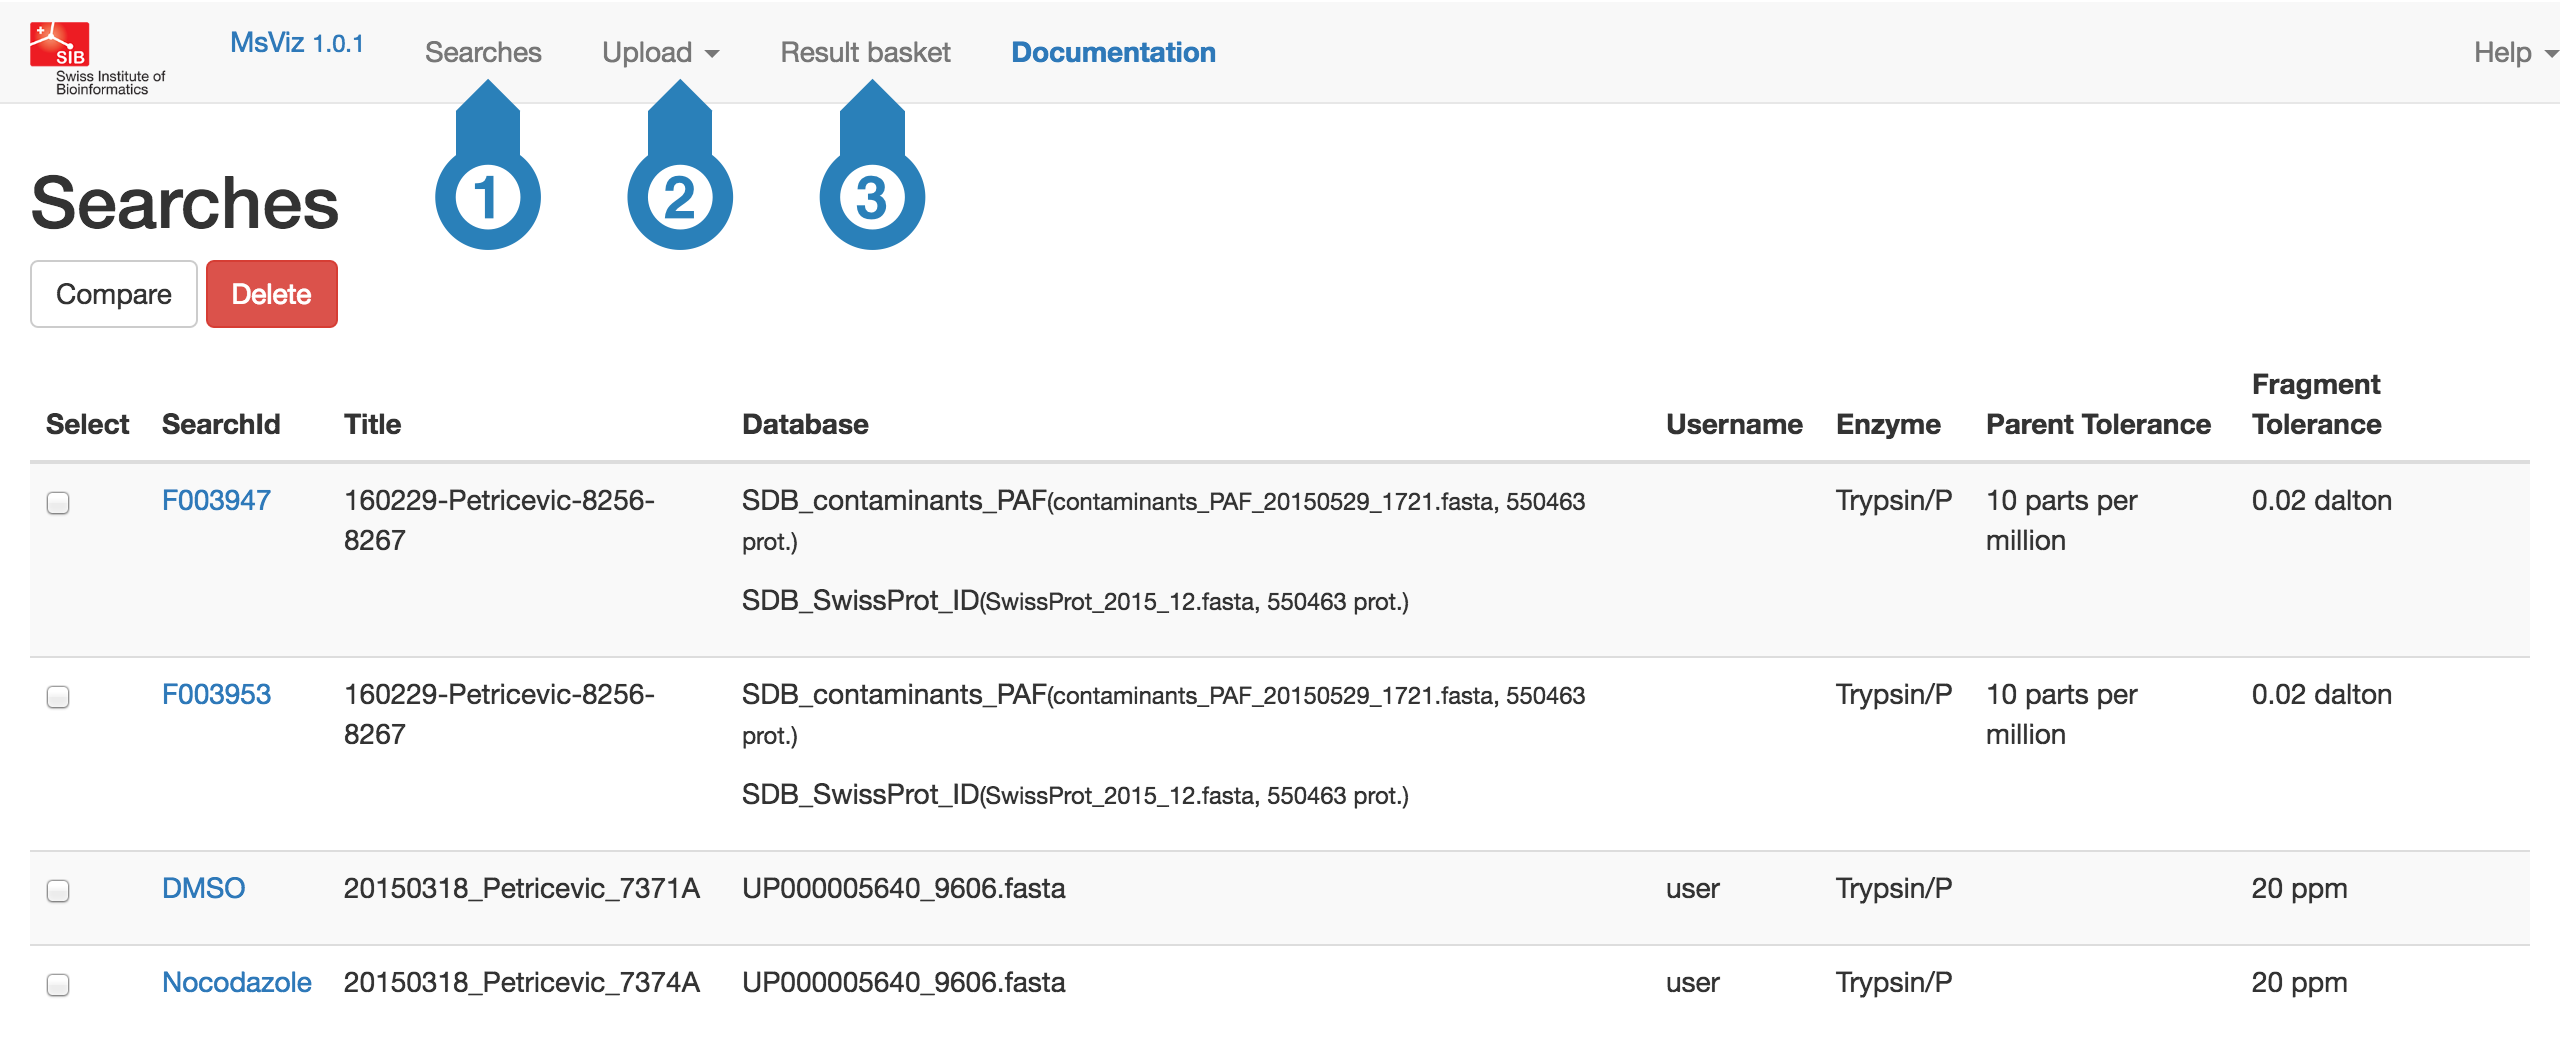 SIB
Swiss Institute of
Bioinformatics
MsViz 1.0.1
Searches
Upload
Result basket
Documentation
Help
1
2
3
Searches
Compare
Delete
Select
SearchId
Title
Database
Username
Enzyme
Parent Tolerance
Fragment
Tolerance
F003947
160229-Petricevic-8256-
8267
SDB_contaminants_PAF(contaminants_PAF_20150529_1721.fasta, 550463
prot.)
SDB_SwissProt_ID(SwissProt_2015_12.fasta, 550463 prot.)
Trypsin/P
10 parts per
million
0.02 dalton
F003953
160229-Petricevic-8256-
8267
SDB_contaminants_PAF(contaminants_PAF_20150529_1721.fasta, 550463
prot.)
SDB_SwissProt_ID(SwissProt_2015_12.fasta, 550463 prot.)
Trypsin/P
10 parts per
million
0.02 dalton
DMSO
20150318_Petricevic_7371A
UP000005640_9606.fasta
user
Trypsin/P
20 ppm
Nocodazole
20150318_Petricevic_7374A
UP000005640_9606.fasta
user
Trypsin/P
20 ppm